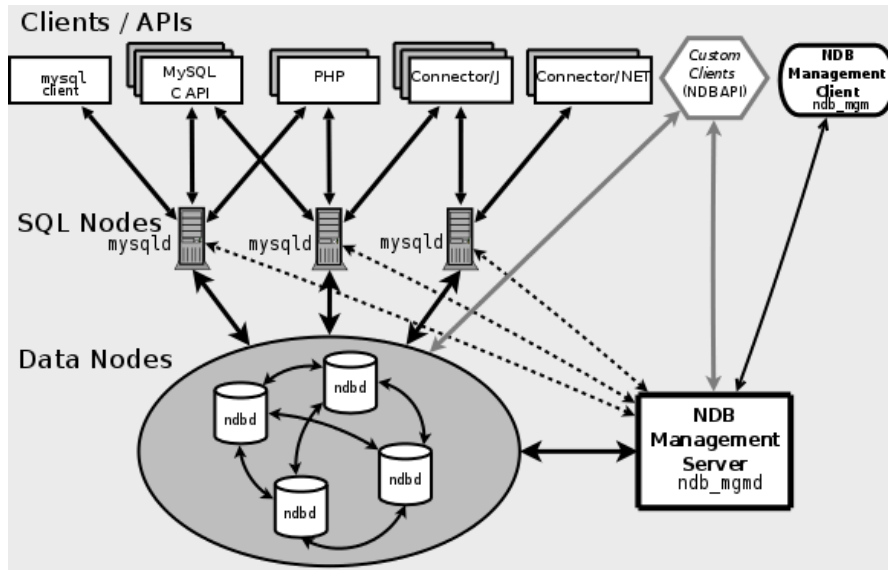 Clients / APIs
mysql
client
MySQL
C API
PHP
Connector/J
Connector/NET
Custom
Clients
(NDBAPI)
NDB
Management
Client
ndb_mgm
SQL Nodes
mysqld
mysqld
mysqld
Data Nodes
ndbd
ndbd
ndbd
ndbd
NDB
Management
Server
ndb_mgmd